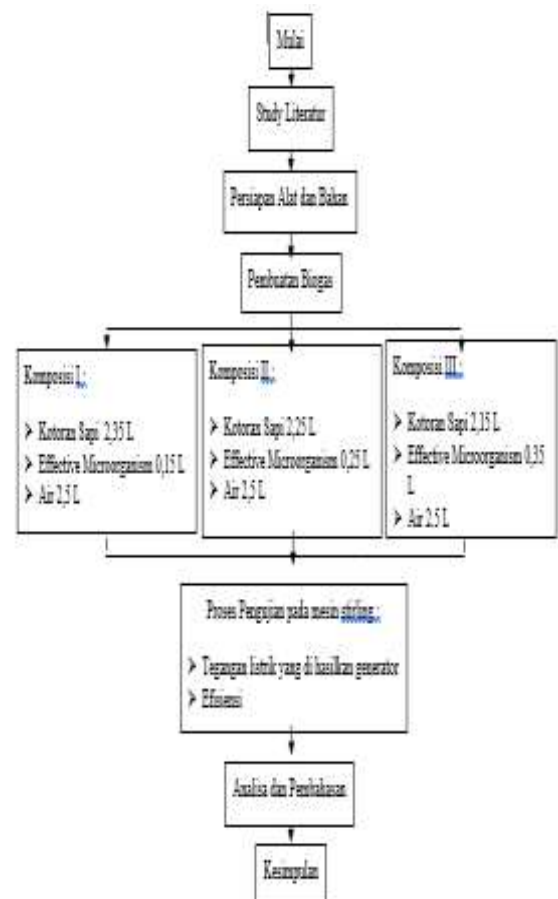 Mulai
Study Literatur
Persiapan Alat dan Bahan
Pembuatan Biogas
Komposisi I :
➤ Kotoran Sapi 2,35 L
➤ Effective Microorganism 0,15 L
➤ Air 2,5 L
Komposisi II :
➤ Kotoran Sapi 2,25 L
➤ Effective Microorganism 0,25 L
➤ Air 2,5 L
Komposisi III :
➤ Kotoran Sapi 2,15 L
➤ Effective Microorganism 0,35
L
➤ Air 2.5 L
Proses Pengujian pada mesin stirling :
➤ Tegangan listrik yang di hasilkan generator
➤ Efisiensi
Analisa dan Pembahasan
Kesimpulan